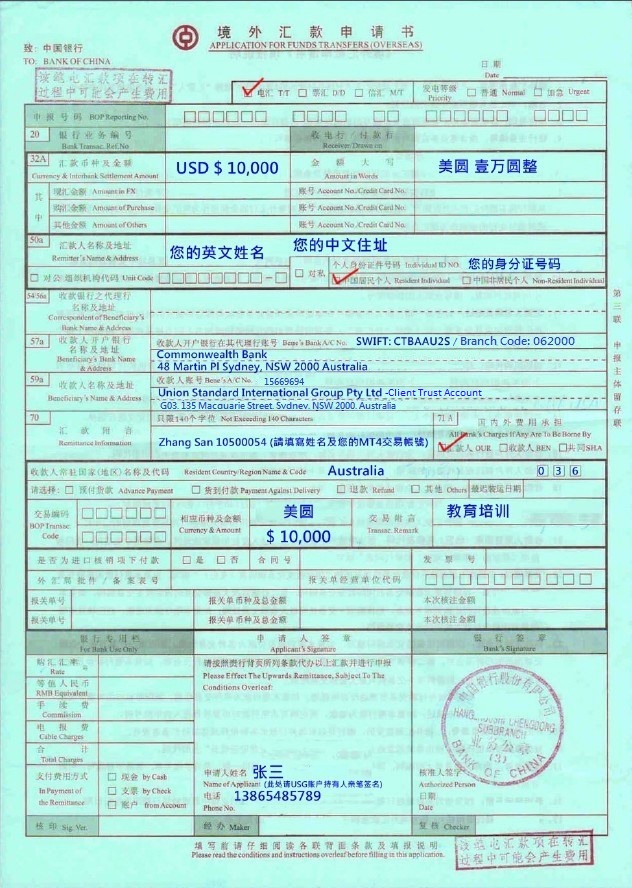 境外汇款申请书
APPLICATION FOR FUNDS TRANSFERS (OVERSEAS)
致: 中国银行
TO: BANK OF CHINA
日期
Date
该笔电汇款项在转汇
过程中可能会产生费用
电汇 T/T 票汇 D/D 信汇 M/T 发电等级 Priority 普通 Normal 加急 Urgent
申报号码 BOP Reporting No.
20 银行业务编号 Bank Transac. Ref.No 收电行/付款行 Receiver/Drawn on
32A 汇款币种及金额 Currency & Interbank Settlement Amount USD $ 10,000 金额大写 Amount in Words 美圆 壹万圆整
其中 现汇金额 Amount in FX 账号 Account No./Credit Card No.
购汇金额 Amount of Purchase 账号 Account No./Credit Card No.
其他金额 Amount of Others 账号 Account No./Credit Card No.
50a 汇款人名称及地址 Remitter's Name & Address 您的英文姓名 您的中文住址
个人身份证件号码 Individual ID NO. 您的身分证号码
对公 组织机构代码 Unit Code 对私 中国居民个人 Resident Individual 中国非居民个人 Non-Resident Individual
54/56a 收款银行之代理行
名称及地址
Correspondent of Beneficiary's
Bank Name & Address
57a 收款人开户银行
名称及地址
Beneficiary's Bank Name
& Address
收款人开户银行在其代理行账号 Bene's Bank A/C No. SWIFT: CTBAAU2S / Branch Code: 062000
Commonwealth Bank
48 Martin Pl Sydney, NSW 2000 Australia
59a 收款人名称及地址
Beneficiary's Name & Address
收款人账号 Bene's A/C No. 15669694
Union Standard International Group Pty Ltd -Client Trust Account
G03. 135 Macquarie Street. Sydney. NSW 2000. Australia
70 汇款附言
Remittance Information
只限140个字位 Not Exceeding 140 Characters
Zhang San 10500054 (請填寫姓名及您的MT4交易帳號)
71A 国内外费用承担
All Bank's Charges If Any Are To Be Borne By
汇款人 OUR 收款人 BEN 共同 SHA
收款人常驻国家(地区)名称及代码 Resident Country/Region Name & Code Australia 0 3 6
请选择: 预付货款 Advance Payment 货到付款 Payment Against Delivery 退款 Refund 其他 Others 最迟装运日期
交易编码
BOP Transac.
Code
相应币种及金额
Currency & Amount
美圆
$ 10,000
交易附言
Transac. Remark
教育培训
是否为进口核销项下付款 是 否 合同号 发票号
外汇局批件/备案表号 报关单经营单位代码
报关单号 报关单币种及总金额 本次核注金额
报关单号 报关单币种及总金额 本次核注金额
银行专用栏
For Bank Use Only
申请人签章
Applicant's Signature
银行签章
Bank's Signature
购汇汇率
Rate
等值人民币
RMB Equivalent
手续费
Commission
电报费
Cable Charges
合计
Total Charges
请按照贵行背页所列条款代办以上汇款并进行申报
Please Effect The Upwards Remittance, Subject To The
Conditions Overleaf:
BANK OF CHINA
SUBBRANCH
(3)
支付费用方式
In Payment of
the Remittance
现金 by Cash
支票 by Check
账户 from Account
申请人姓名 张三
Name of Applicant (此处请USG账户持有人亲笔签名)
电话 13865485789
Phone No.
核准人签字
Authorized Person
日期
Date
核印 Sig. Ver. 经办 Maker 复核 Checker
填写前请仔细阅读各联背面条款及填报说明
Please read the conditions and instructions overleaf before filling in this application.
该笔电汇款项在转汇
过程中可能会产生费用
第三联 申报主体留存联